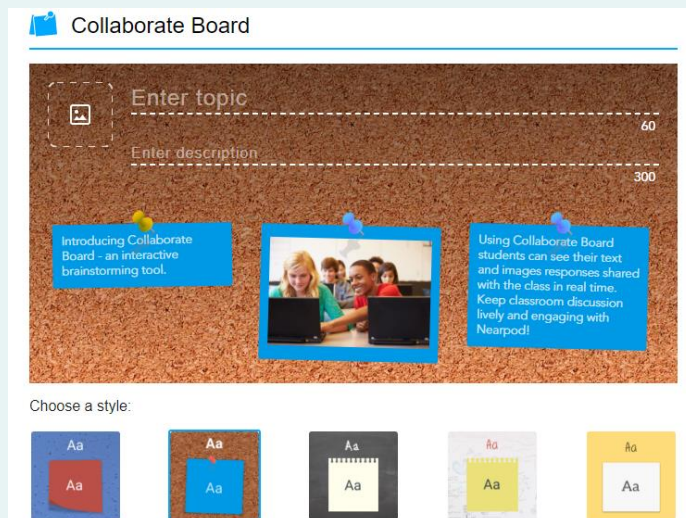 Collaborate Board
Enter topic
60
Enter description
300
Introducing Collaborate
Board - an interactive
brainstorming tool.
Using Collaborate Board
students can see their text
and images responses shared
with the class in real time.
Keep classroom discussion
lively and engaging with
Nearpod!
Choose a style:
Aa
Aa
Aa
Aa
Aa
Aa
Aa
Aa
Aa
Aa